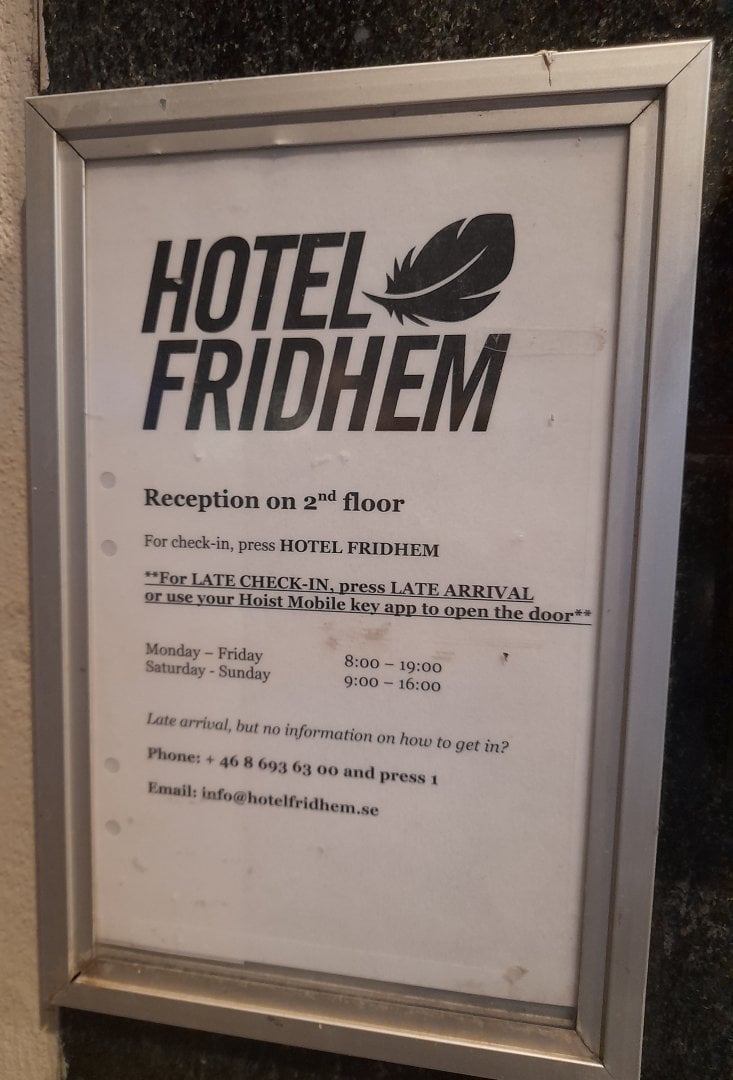 HOTEL
FRIDHEM
Reception on 2nd floor
For check-in, press HOTEL FRIDHEM
**For LATE CHECK-IN, press LATE ARRIVAL
or use your Hoist Mobile key app to open the door**
Monday – Friday 8:00 – 19:00
Saturday - Sunday 9:00 – 16:00
Late arrival, but no information on how to get in?
Phone: + 46 8 693 63 00 and press 1
Email: info@hotelfridhem.se